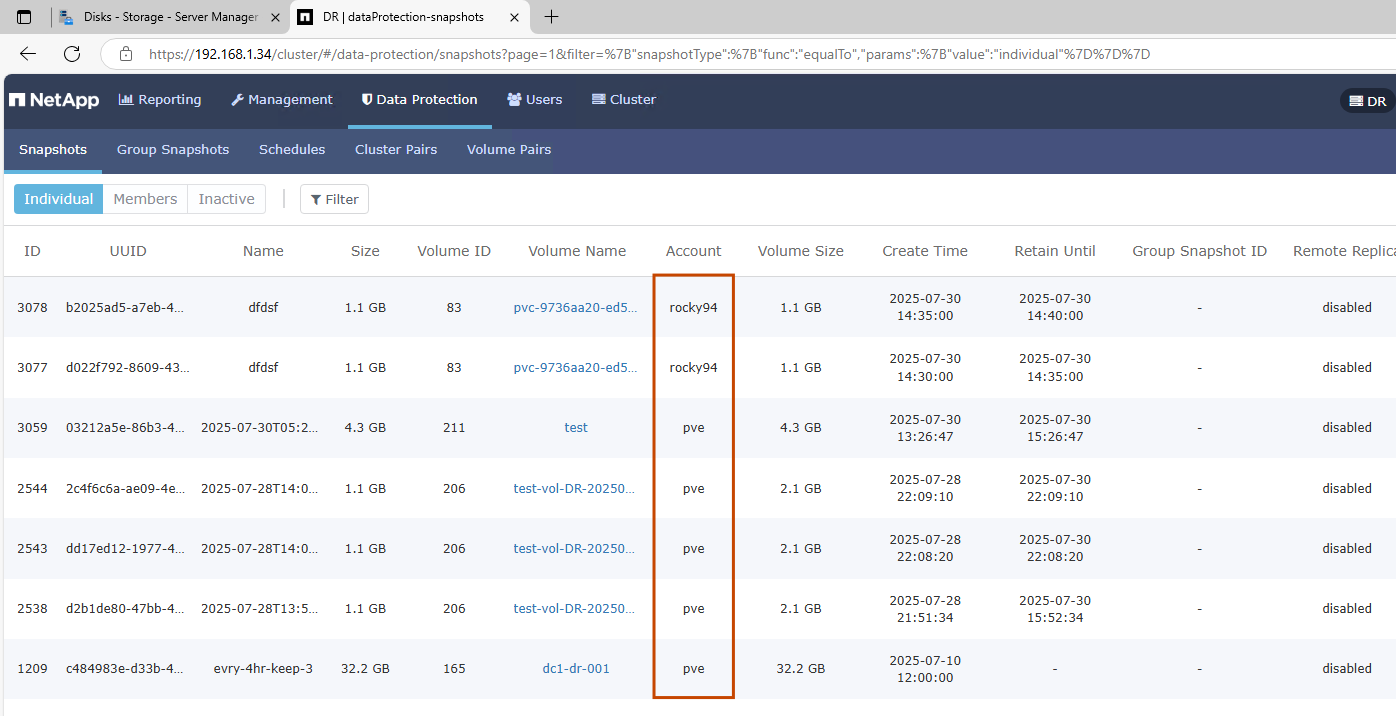 Disks - Storage - Server Manager
DR | dataProtection-snapshots
https://192.168.1.34/cluster/#/data-protection/snapshots?page=1&filter=%7B"snapshotType":%7B"func":"equalTo","params":%7B"value":"individual"%7D%7D%7D
NetApp Reporting Management Data Protection Users Cluster DR
Snapshots Group Snapshots Schedules Cluster Pairs Volume Pairs
Individual Members Inactive Filter
ID UUID Name Size Volume ID Volume Name Account Volume Size Create Time Retain Until Group Snapshot ID Remote Replica
3078 b2025ad5-a7eb-4... dfdsf 1.1 GB 83 pvc-9736aa20-ed5... rocky94 1.1 GB 2025-07-30 14:35:00 2025-07-30 14:40:00 - disabled
3077 d022f792-8609-43... dfdsf 1.1 GB 83 pvc-9736aa20-ed5... rocky94 1.1 GB 2025-07-30 14:30:00 2025-07-30 14:35:00 - disabled
3059 03212a5e-86b3-4... 2025-07-30T05:2... 4.3 GB 211 test pve 4.3 GB 2025-07-30 13:26:47 2025-07-30 15:26:47 - disabled
2544 2c4f6c6a-ae09-4e... 2025-07-28T14:0... 1.1 GB 206 test-vol-DR-20250... pve 2.1 GB 2025-07-28 22:09:10 2025-07-30 22:09:10 - disabled
2543 dd17ed12-1977-4... 2025-07-28T14:0... 1.1 GB 206 test-vol-DR-20250... pve 2.1 GB 2025-07-28 22:08:20 2025-07-30 22:08:20 - disabled
2538 d2b1de80-47bb-4... 2025-07-28T13:5... 1.1 GB 206 test-vol-DR-20250... pve 2.1 GB 2025-07-28 21:51:34 2025-07-30 15:52:34 - disabled
1209 c484983e-d33b-4... evry-4hr-keep-3 32.2 GB 165 dc1-dr-001 pve 32.2 GB 2025-07-10 12:00:00 - - disabled